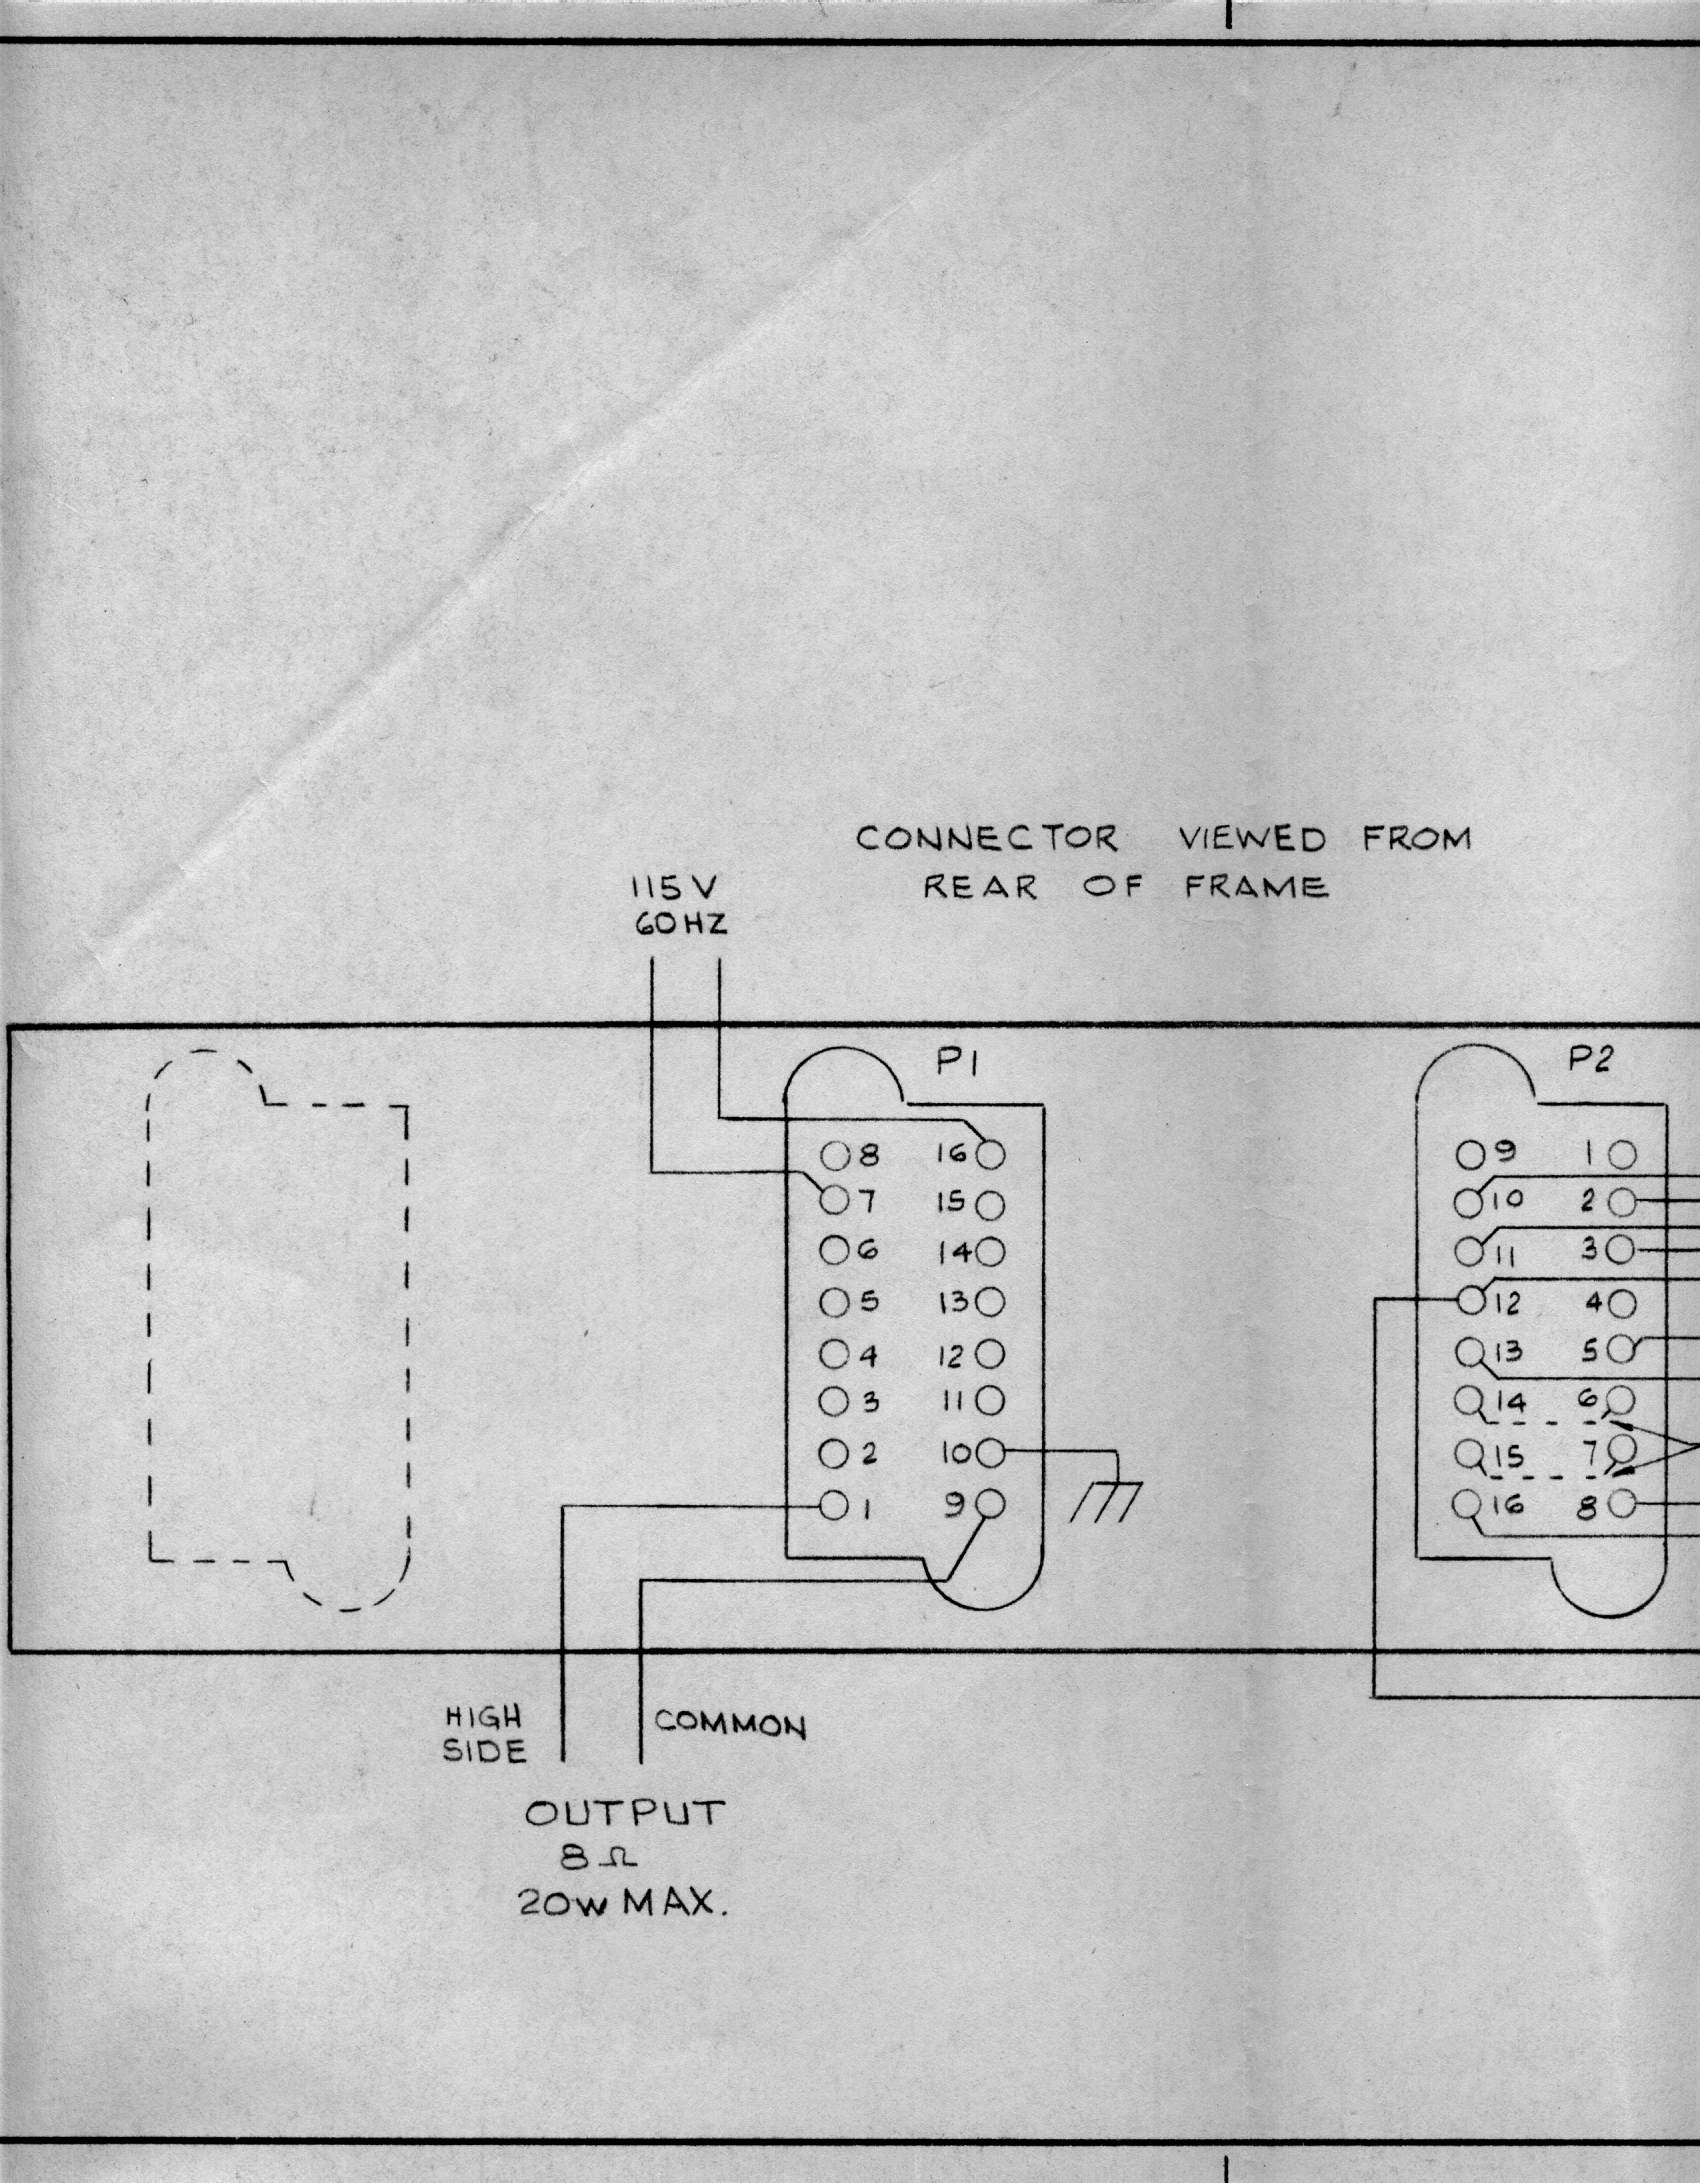 CONNECTOR VIEWED FROM
REAR OF FRAME
115V
60HZ
P1
8 16
7 15
6 14
5 13
4 12
3 11
2 10
1 9
P2
9 1
10 2
11 3
12 4
13 5
14 6
15 7
16 8
HIGH
SIDE
COMMON
OUTPUT
8Ω
20W MAX.